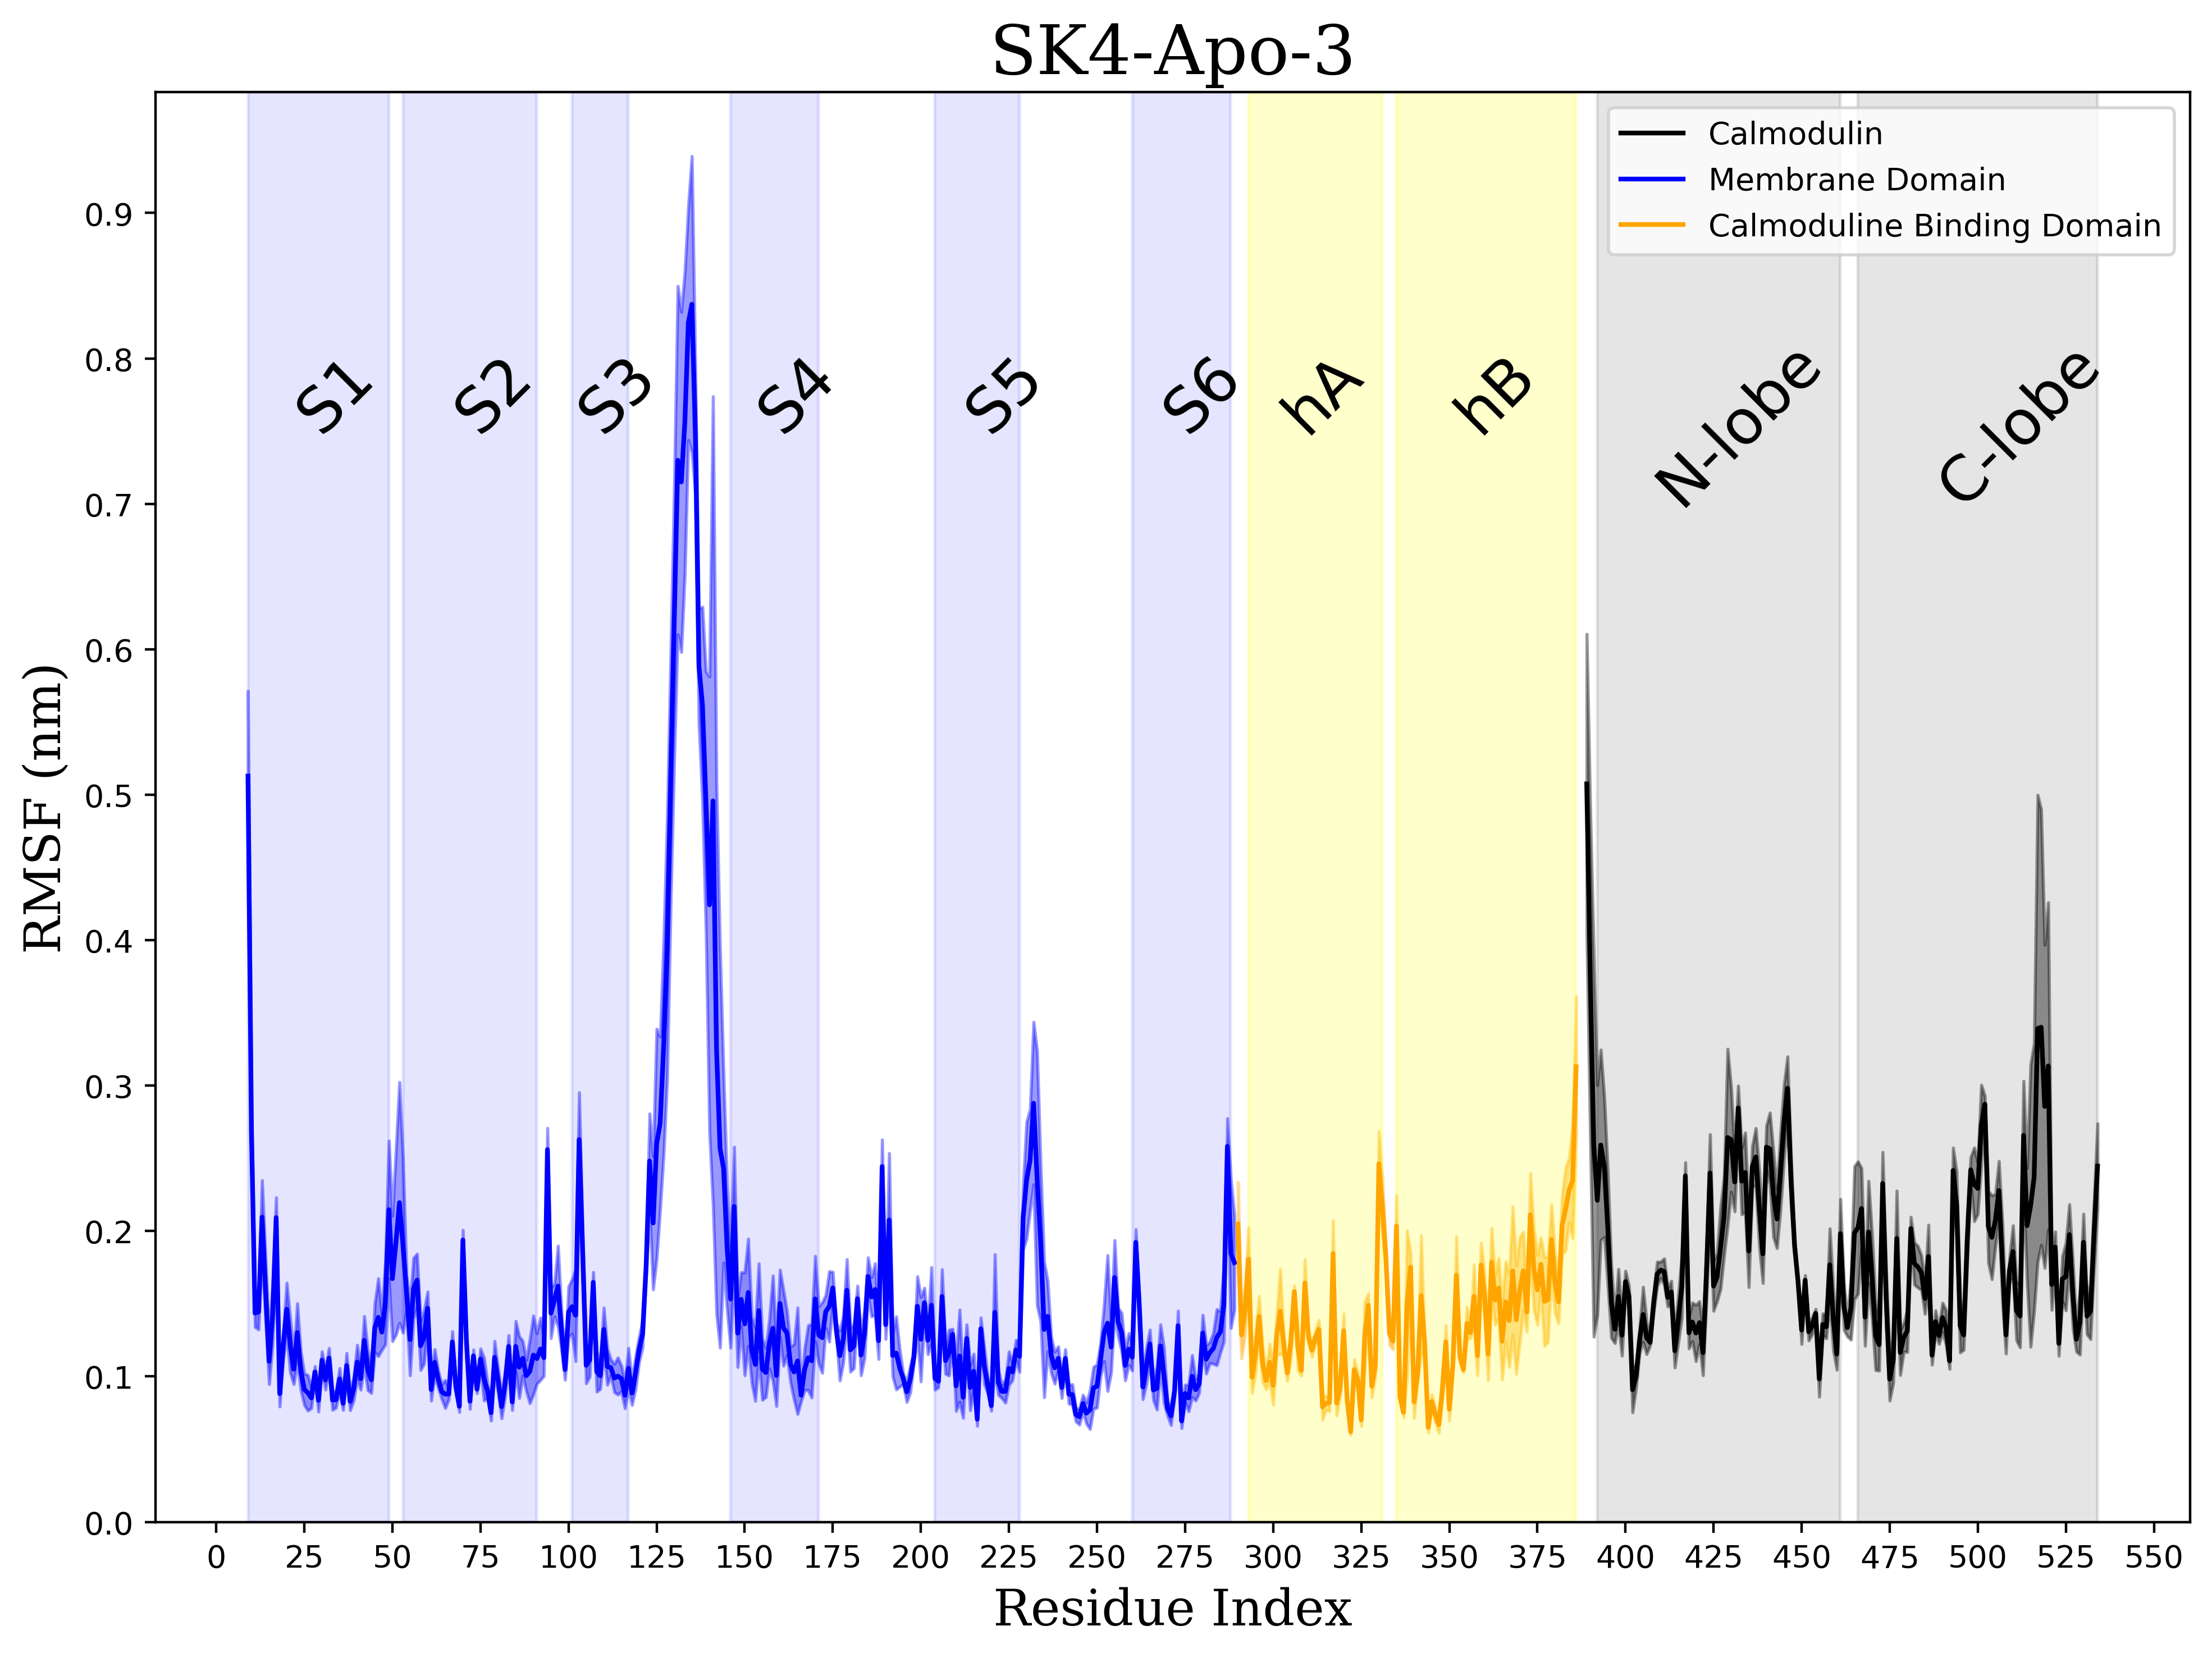 SK4-Apo-3
Calmodulin
Membrane Domain
Calmoduline Binding Domain
S1 S2 S3 S4 S5 S6 hA hB N-lobe C-lobe
RMSF (nm)
0.9
0.8
0.7
0.6
0.5
0.4
0.3
0.2
0.1
0.0
0 25 50 75 100 125 150 175 200 225 250 275 300 325 350 375 400 425 450 475 500 525 550
Residue Index